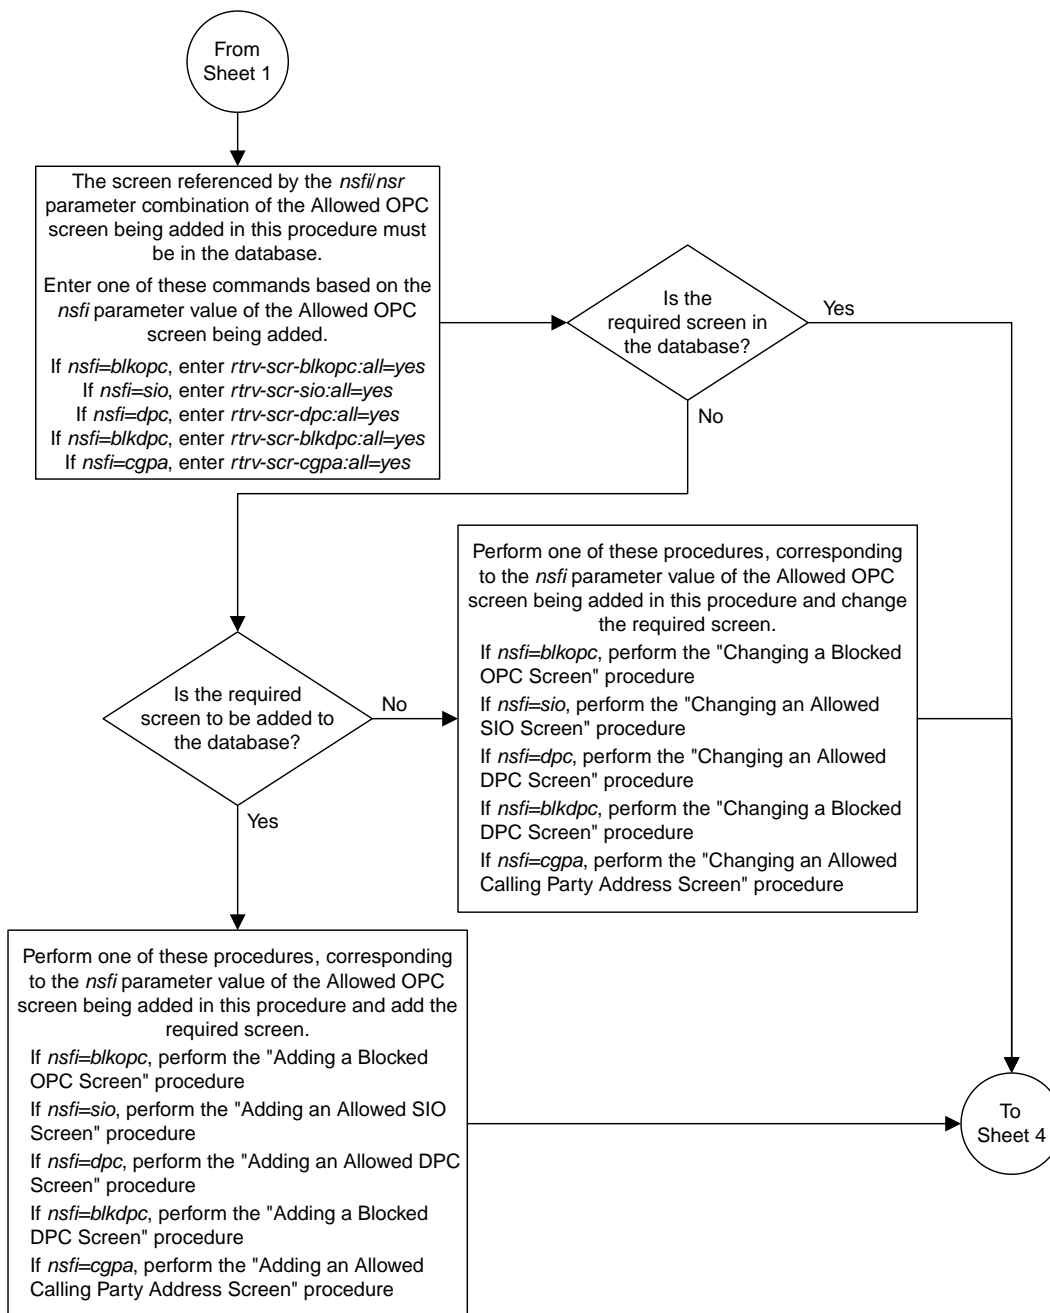 From
Sheet 1
The screen referenced by the nsfi/nsr
parameter combination of the Allowed OPC
screen being added in this procedure must
be in the database.
Enter one of these commands based on the
nsfi parameter value of the Allowed OPC
screen being added.
If nsfi=blkopc, enter rtrv-scr-blkopc:all=yes
If nsfi=sio, enter rtrv-scr-sio:all=yes
If nsfi=dpc, enter rtrv-scr-dpc:all=yes
If nsfi=blkdpc, enter rtrv-scr-blkdpc:all=yes
If nsfi=cgpa, enter rtrv-scr-cgpa:all=yes
Is the
required screen in
the database?
Yes
No
Is the required
screen to be added to
the database?
No
Yes
Perform one of these procedures, corresponding
to the nsfi parameter value of the Allowed OPC
screen being added in this procedure and change
the required screen.
If nsfi=blkopc, perform the "Changing a Blocked
OPC Screen" procedure
If nsfi=sio, perform the "Changing an Allowed
SIO Screen" procedure
If nsfi=dpc, perform the "Changing an Allowed
DPC Screen" procedure
If nsfi=blkdpc, perform the "Changing a Blocked
DPC Screen" procedure
If nsfi=cgpa, perform the "Changing an Allowed
Calling Party Address Screen" procedure
Perform one of these procedures, corresponding
to the nsfi parameter value of the Allowed OPC
screen being added in this procedure and add the
required screen.
If nsfi=blkopc, perform the "Adding a Blocked
OPC Screen" procedure
If nsfi=sio, perform the "Adding an Allowed SIO
Screen" procedure
If nsfi=dpc, perform the "Adding an Allowed DPC
Screen" procedure
If nsfi=blkdpc, perform the "Adding a Blocked
DPC Screen" procedure
If nsfi=cgpa, perform the "Adding an Allowed
Calling Party Address Screen" procedure
To
Sheet 4